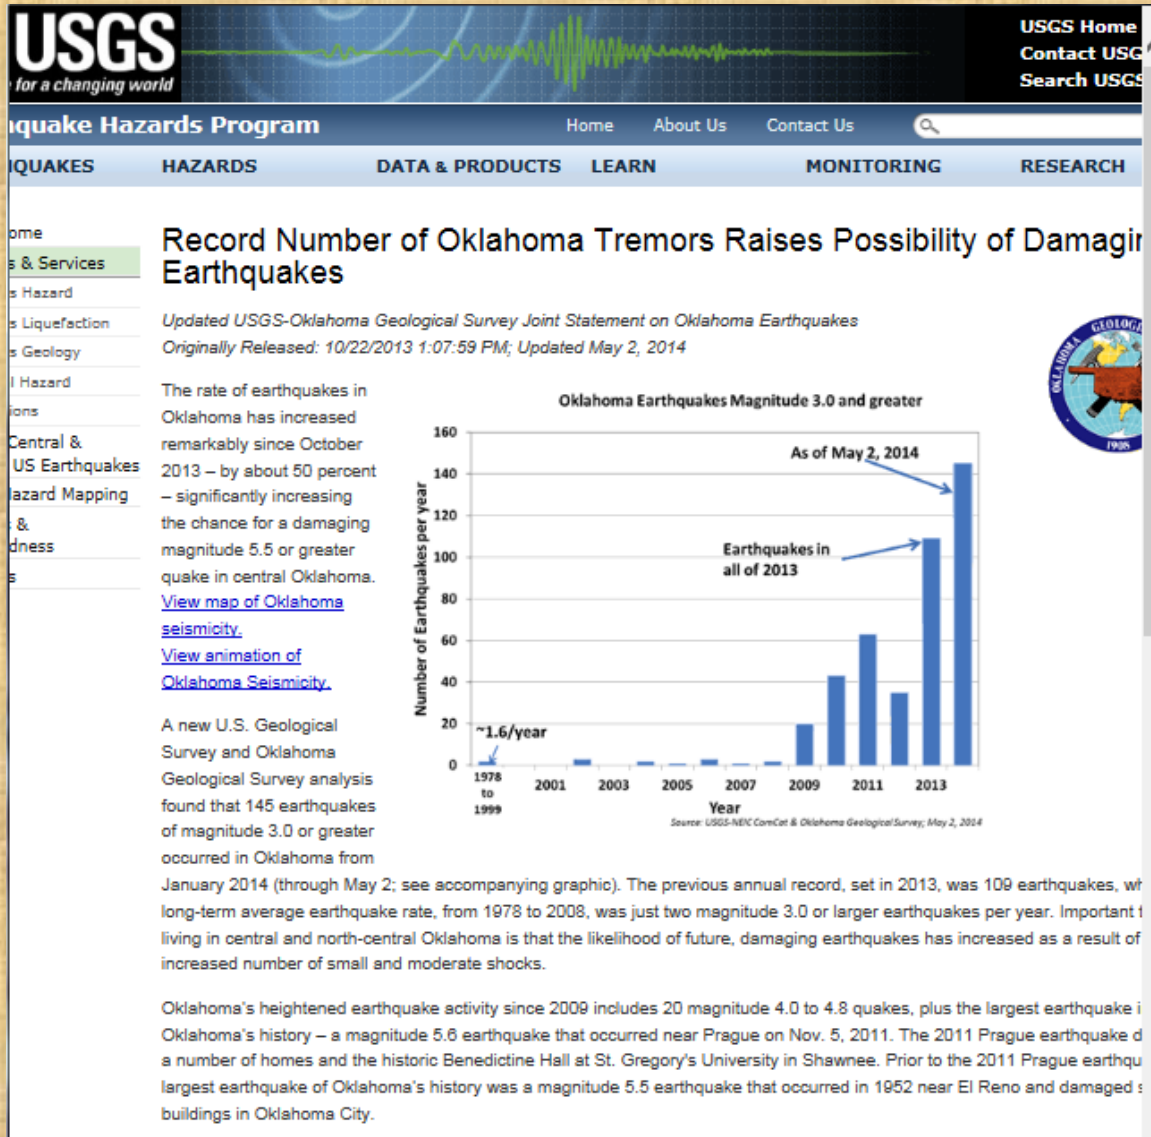 USGS
for a changing world
USGS Home
Contact USG
Search USGS
quake Hazards Program
Home About Us Contact Us
QUAKES HAZARDS DATA & PRODUCTS LEARN MONITORING RESEARCH
ome
s & Services
s Hazard
s Liquefaction
s Geology
l Hazard
ions
Central &
US Earthquakes
azard Mapping
&
dness
s
Record Number of Oklahoma Tremors Raises Possibility of Damagin
Earthquakes
Updated USGS-Oklahoma Geological Survey Joint Statement on Oklahoma Earthquakes
Originally Released: 10/22/2013 1:07:59 PM; Updated May 2, 2014
The rate of earthquakes in
Oklahoma has increased
remarkably since October
2013 – by about 50 percent
– significantly increasing
the chance for a damaging
magnitude 5.5 or greater
quake in central Oklahoma.
View map of Oklahoma
seismicity.
View animation of
Oklahoma Seismicity.
A new U.S. Geological
Survey and Oklahoma
Geological Survey analysis
found that 145 earthquakes
of magnitude 3.0 or greater
occurred in Oklahoma from
Oklahoma Earthquakes Magnitude 3.0 and greater
Number of Earthquakes per year
160
140
120
100
80
60
40
20
0
As of May 2, 2014
Earthquakes in
all of 2013
~1.6/year
1978 to 1999 2001 2003 2005 2007 2009 2011 2013
Year
Source: USGS-NEIC ComCat & Oklahoma Geological Survey; May 2, 2014
OKLAHOMA GEOLOG
1908
January 2014 (through May 2; see accompanying graphic). The previous annual record, set in 2013, was 109 earthquakes, wh
long-term average earthquake rate, from 1978 to 2008, was just two magnitude 3.0 or larger earthquakes per year. Important t
living in central and north-central Oklahoma is that the likelihood of future, damaging earthquakes has increased as a result of
increased number of small and moderate shocks.
Oklahoma's heightened earthquake activity since 2009 includes 20 magnitude 4.0 to 4.8 quakes, plus the largest earthquake i
Oklahoma's history – a magnitude 5.6 earthquake that occurred near Prague on Nov. 5, 2011. The 2011 Prague earthquake d
a number of homes and the historic Benedictine Hall at St. Gregory's University in Shawnee. Prior to the 2011 Prague earthqu
largest earthquake of Oklahoma's history was a magnitude 5.5 earthquake that occurred in 1952 near El Reno and damaged s
buildings in Oklahoma City.